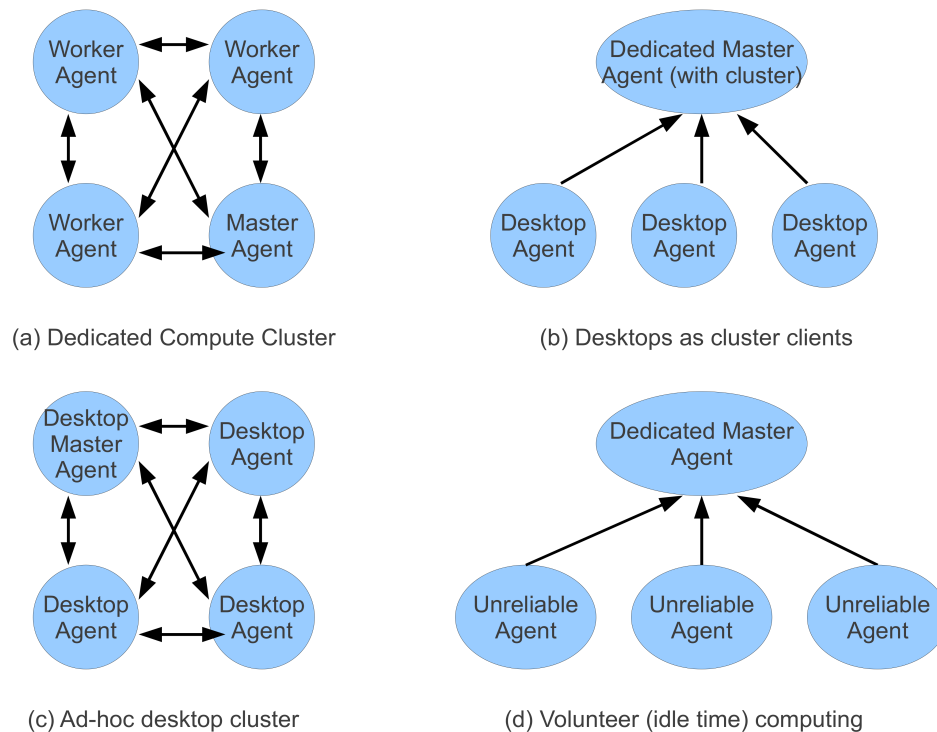 Worker
Agent
Worker
Agent
Worker
Agent
Master
Agent
(a) Dedicated Compute Cluster
Dedicated Master
Agent (with cluster)
Desktop
Agent
Desktop
Agent
Desktop
Agent
(b) Desktops as cluster clients
Desktop
Master
Agent
Desktop
Agent
Desktop
Agent
Desktop
Agent
(c) Ad-hoc desktop cluster
Dedicated Master
Agent
Unreliable
Agent
Unreliable
Agent
Unreliable
Agent
(d) Volunteer (idle time) computing